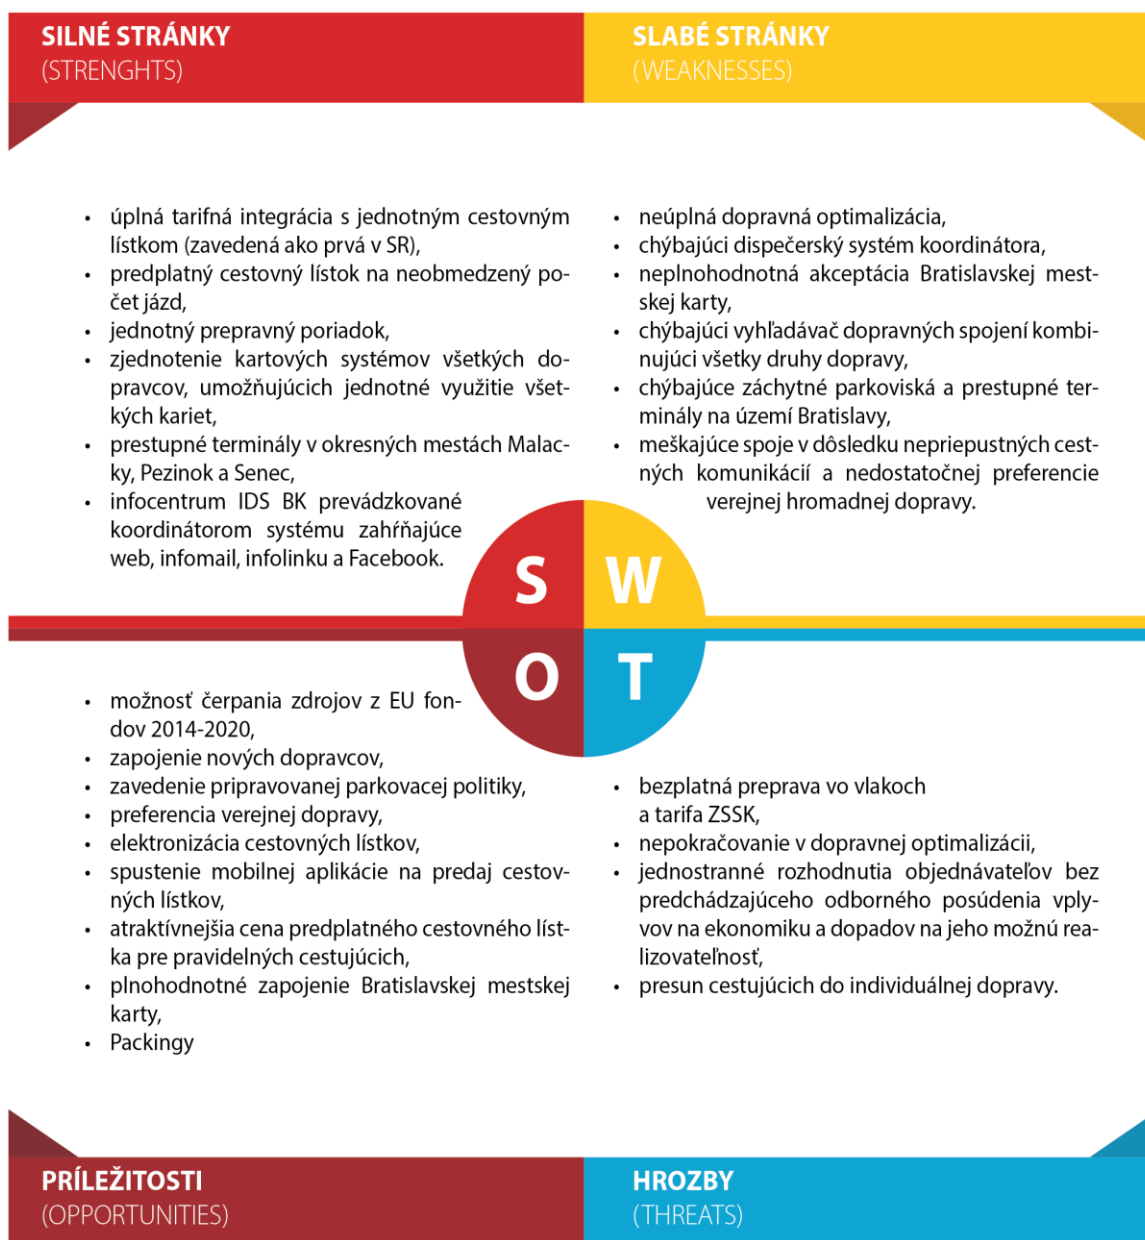 SILNÉ STRÁNKY
(STRENGHTS)
SLABÉ STRÁNKY
(WEAKNESSES)
• úplná tarifná integrácia s jednotným cestovným
lístkom (zavedená ako prvá v SR),
• predplatný cestovný lístok na neobmedzený po-
čet jázd,
• jednotný prepravný poriadok,
• zjednotenie kartových systémov všetkých do-
pravcov, umožňujúcich jednotné využitie všet-
kých kariet,
• prestupné terminály v okresných mestách Malac-
ky, Pezinok a Senec,
• infocentrum IDS BK prevádzkované
koordinátorom systému zahŕňajúce
web, infomail, infolinku a Facebook.
• neúplná dopravná optimalizácia,
• chýbajúci dispečerský systém koordinátora,
• neplnohodnotná akceptácia Bratislavskej mest-
skej karty,
• chýbajúci vyhľadávač dopravných spojení kombi-
nujúci všetky druhy dopravy,
• chýbajúce záchytné parkoviská a prestupné ter-
minály na území Bratislavy,
• meškajúce spoje v dôsledku nepriepustných cest-
ných komunikácií a nedostatočnej preferencie
verejnej hromadnej dopravy.
S W
O T
• možnosť čerpania zdrojov z EU fon-
dov 2014-2020,
• zapojenie nových dopravcov,
• zavedenie pripravovanej parkovacej politiky,
• preferencia verejnej dopravy,
• elektronizácia cestovných lístkov,
• spustenie mobilnej aplikácie na predaj cestov-
ných lístkov,
• atraktívnejšia cena predplatného cestovného líst-
ka pre pravidelných cestujúcich,
• plnohodnotné zapojenie Bratislavskej mestskej
karty,
• Packingy
• bezplatná preprava vo vlakoch
a tarifa ZSSK,
• nepokračovanie v dopravnej optimalizácii,
• jednostranné rozhodnutia objednávateľov bez
predchádzajúceho odborného posúdenia vply-
vov na ekonomiku a dopadov na jeho možnú rea-
lizovateľnosť,
• presun cestujúcich do individuálnej dopravy.
PRÍLEŽITOSTI
(OPPORTUNITIES)
HROZBY
(THREATS)